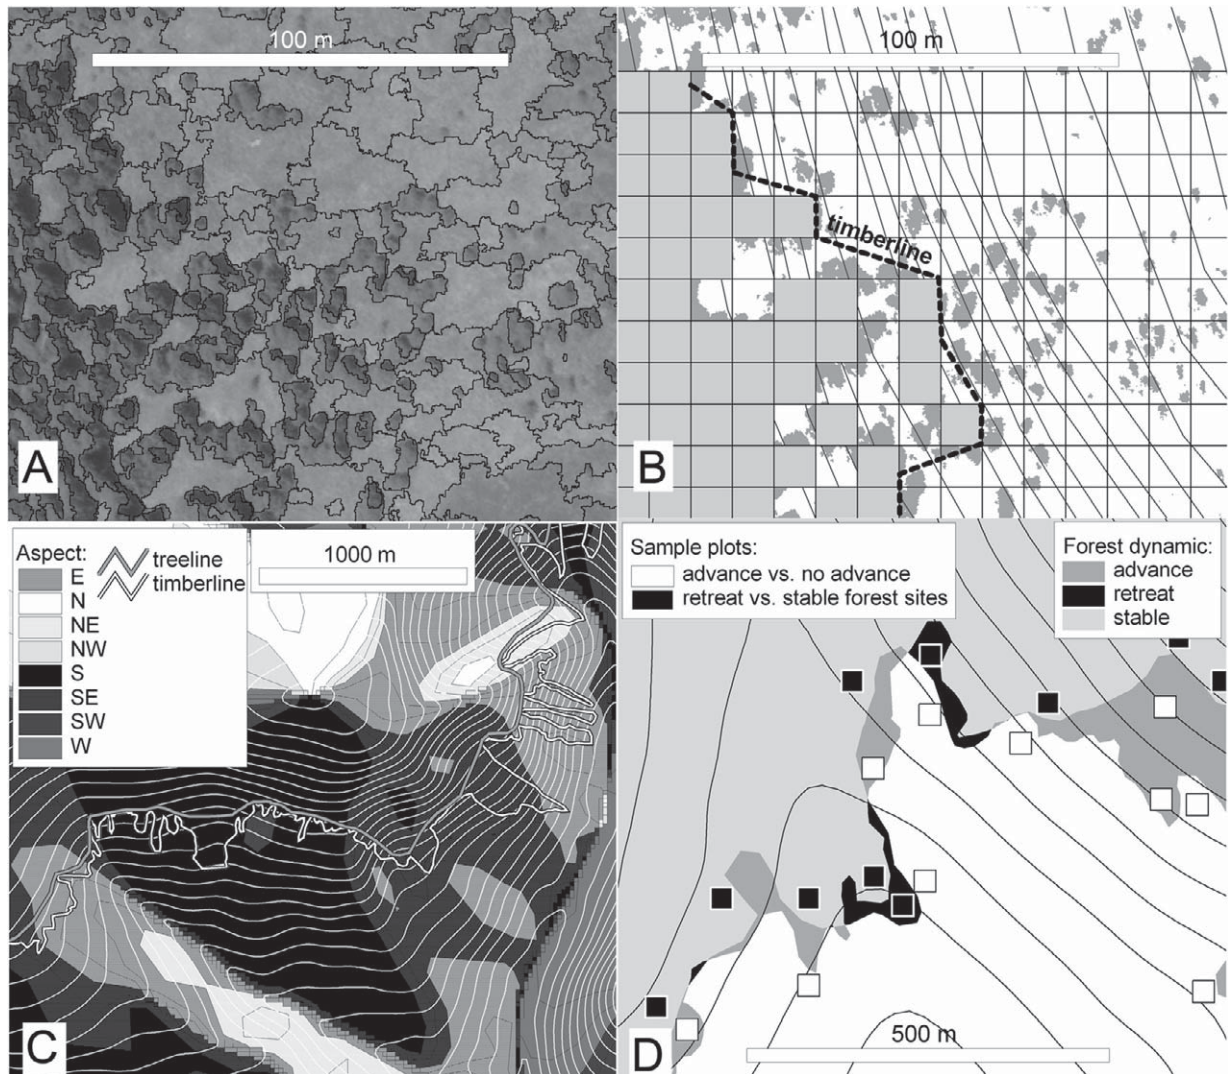 100 m
A
100 m
timberline
B
Aspect:
E
N
NE
NW
S
SE
SW
W
treeline
timberline
1000 m
C
Sample plots:
advance vs. no advance
retreat vs. stable forest sites
Forest dynamic:
advance
retreat
stable
500 m
D